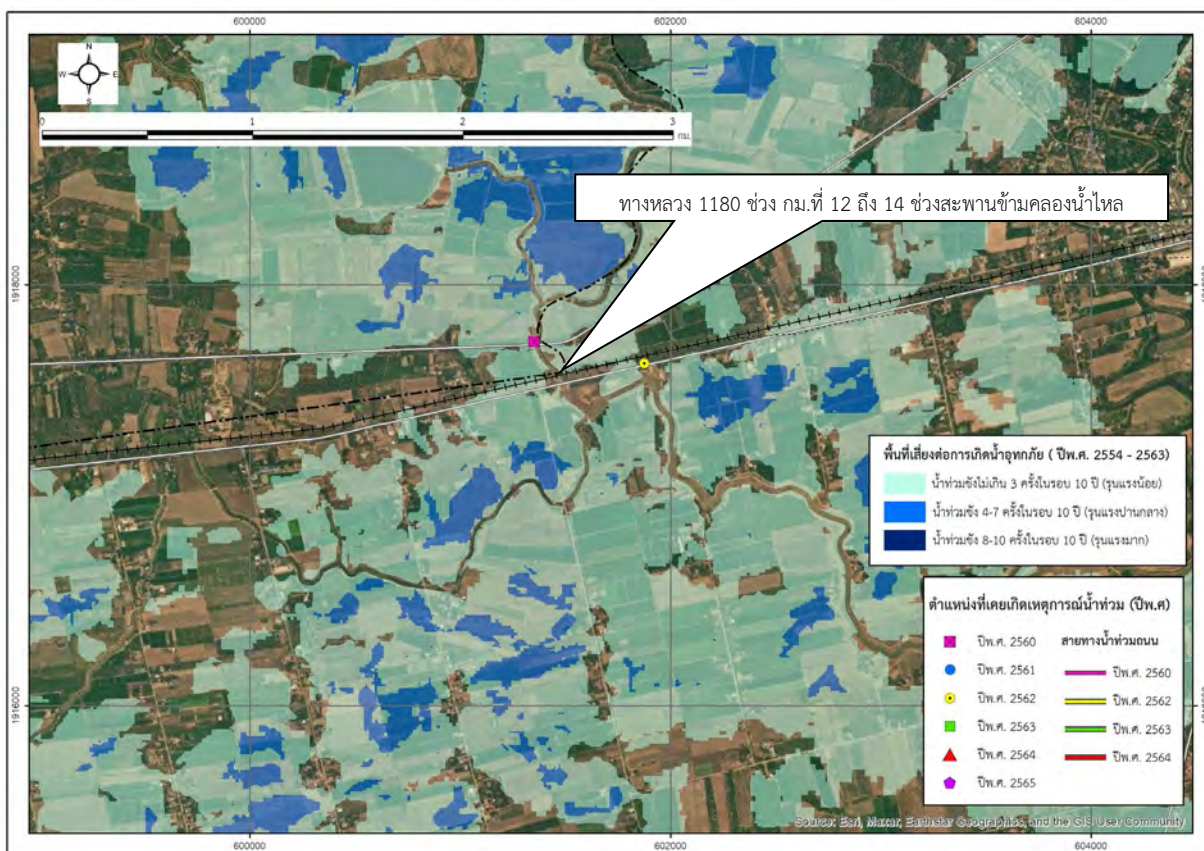 600000
602000
604000
N
W
E
S
0
1
2
3
กม.
ทางหลวง 1180 ช่วง กม.ที่ 12 ถึง 14 ช่วงสะพานข้ามคลองน้ำไหล
1918000
1916000
พื้นที่เสี่ยงต่อการเกิดน้ำอุทกภัย ( ปีพ.ศ. 2554 - 2563)
น้ำท่วมขังไม่เกิน 3 ครั้งในรอบ 10 ปี (รุนแรงน้อย)
น้ำท่วมขัง 4-7 ครั้งในรอบ 10 ปี (รุนแรงปานกลาง)
น้ำท่วมขัง 8-10 ครั้งในรอบ 10 ปี (รุนแรงมาก)
ตำแหน่งที่เคยเกิดเหตุการณ์น้ำท่วม (ปีพ.ศ)
ปีพ.ศ. 2560
ปีพ.ศ. 2561
ปีพ.ศ. 2562
ปีพ.ศ. 2563
ปีพ.ศ. 2564
ปีพ.ศ. 2565
สายทางน้ำท่วมถนน
ปีพ.ศ. 2560
ปีพ.ศ. 2562
ปีพ.ศ. 2563
ปีพ.ศ. 2564
Source: Esri, Maxar, Earthstar Geographics, and the GIS User Community
600000
602000
604000